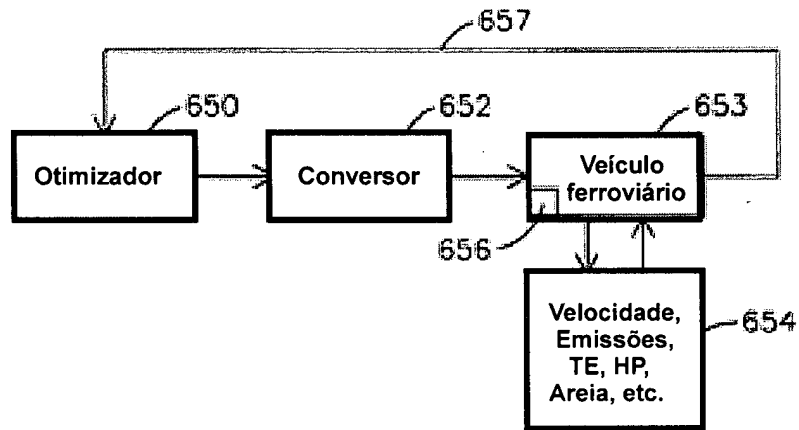 657
650
652
653
Otimizador
Conversor
Veículo
ferroviário
656
Velocidade,
Emissões,
TE, HP,
Areia, etc.
654